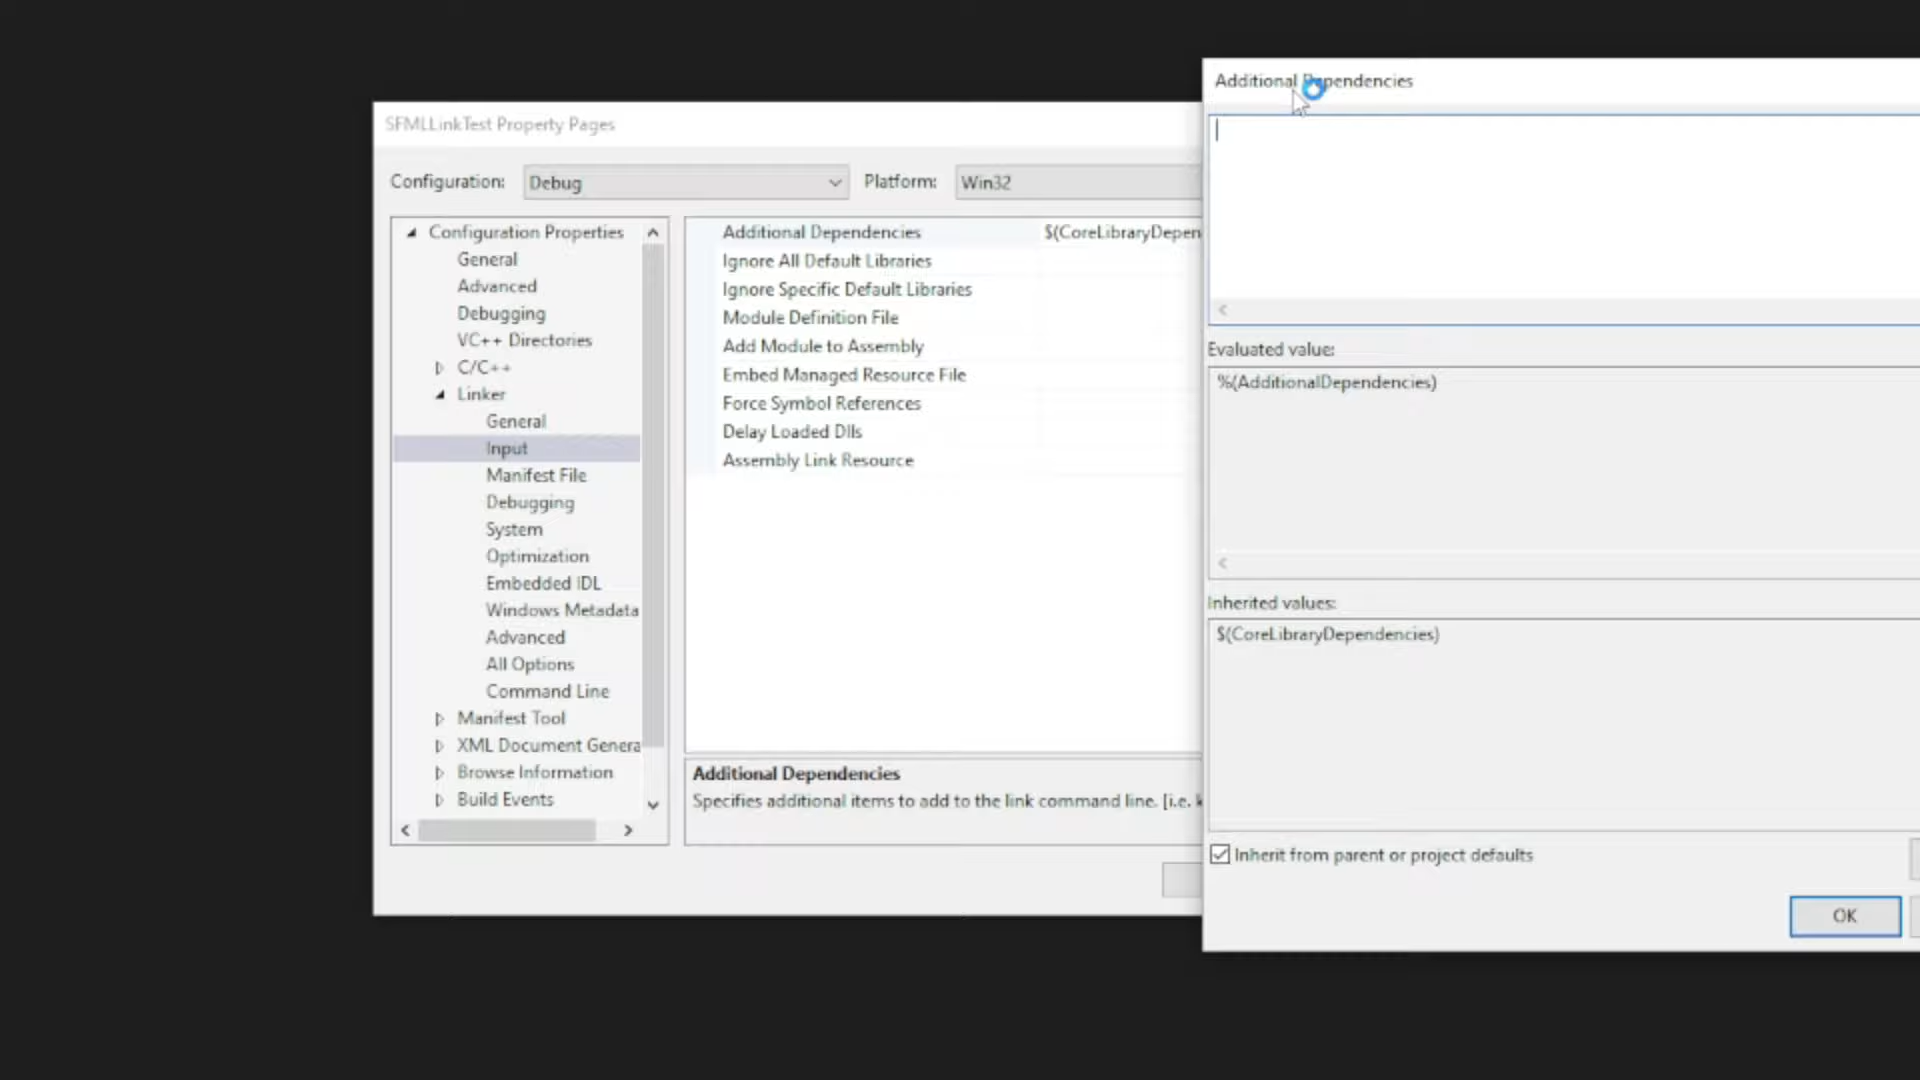 SFMLLinkTest Property Pages
Configuration:
Debug
Platform:
Win32
Configuration Properties
General
Advanced
Debugging
VC++ Directories
C/C++
Linker
General
Input
Manifest File
Debugging
System
Optimization
Embedded IDL
Windows Metadata
Advanced
All Options
Command Line
Manifest Tool
XML Document Genera
Browse Information
Build Events
Additional Dependencies
$(CoreLibraryDepen
Ignore All Default Libraries
Ignore Specific Default Libraries
Module Definition File
Add Module to Assembly
Embed Managed Resource File
Force Symbol References
Delay Loaded Dlls
Assembly Link Resource
Additional Dependencies
Specifies additional items to add to the link command line. [i.e. k
Additional Dependencies
Evaluated value:
%(AdditionalDependencies)
Inherited values:
$(CoreLibraryDependencies)
Inherit from parent or project defaults
OK